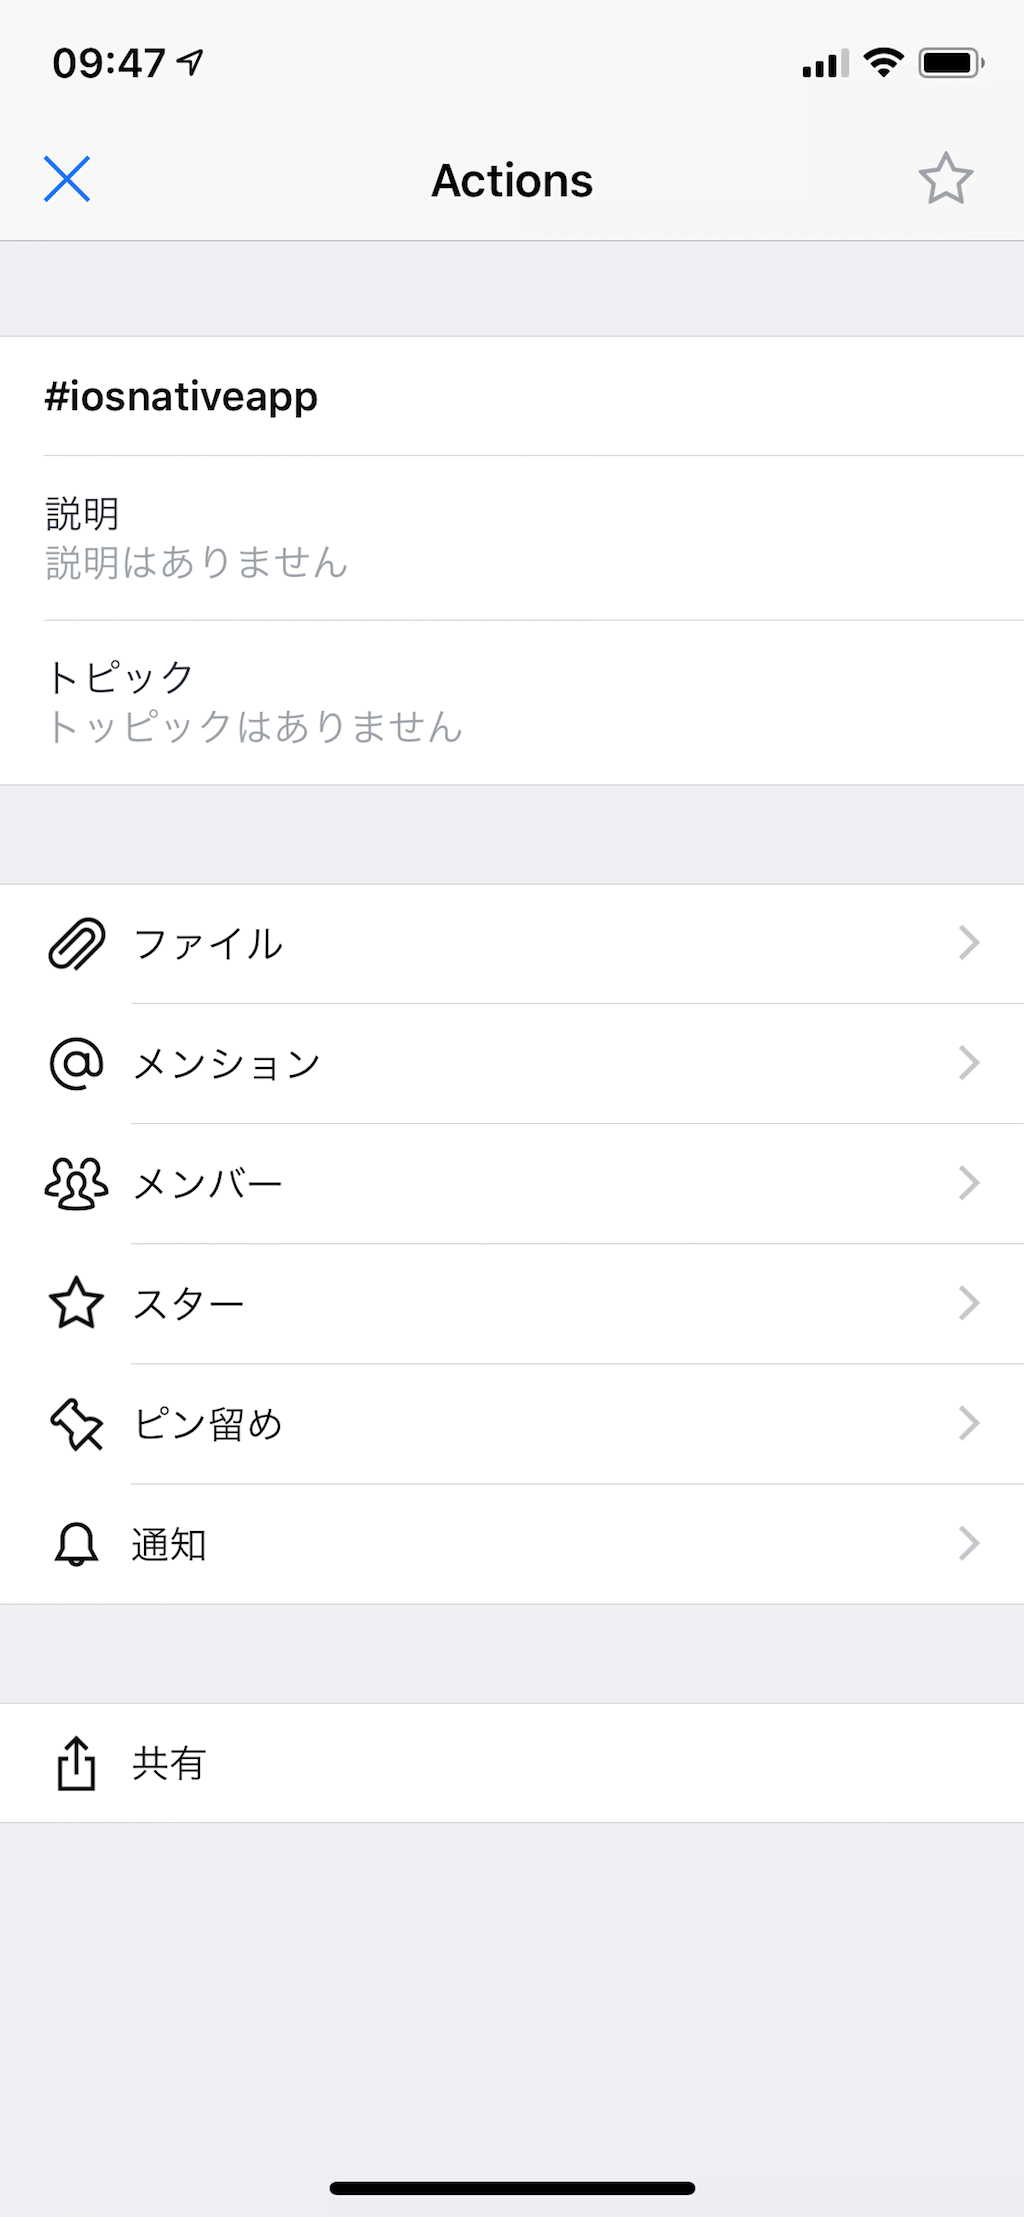 09:47
Actions
#iosnativeapp
説明
説明はありません
トピック
トッピックはありません
ファイル
メンション
メンバー
スター
ピン留め
通知
共有